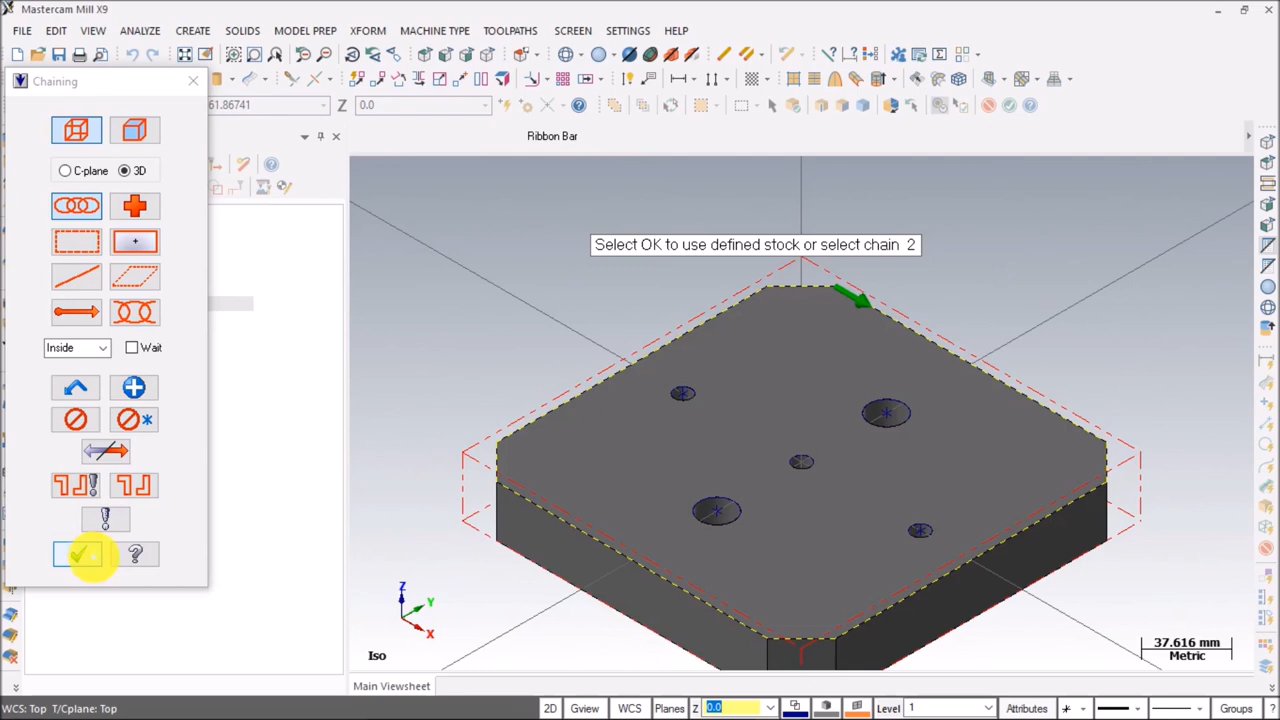 Mastercam Mill X9
FILE EDIT VIEW ANALYZE CREATE SOLIDS MODEL PREP XFORM MACHINE TYPE TOOLPATHS SCREEN SETTINGS HELP
Chaining
61.86741 Z 0.0
Ribbon Bar
C-plane 3D
Select OK to use defined stock or select chain 2
Inside Wait
Z
Y
X
Iso
37.616 mm
Metric
Main Viewsheet
WCS: Top T/Cplane: Top 2D Gview WCS Planes Z 0.0 Level 1 Attributes Groups